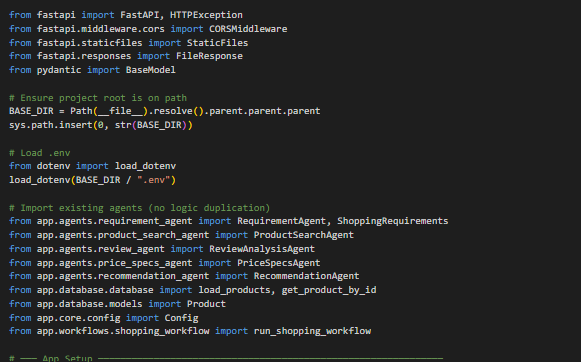 from fastapi import FastAPI, HTTPException
from fastapi.middleware.cors import CORSMiddleware
from fastapi.staticfiles import StaticFiles
from fastapi.responses import FileResponse
from pydantic import BaseModel
# Ensure project root is on path
BASE_DIR = Path(__file__).resolve().parent.parent.parent
sys.path.insert(0, str(BASE_DIR))
# Load .env
from dotenv import load_dotenv
load_dotenv(BASE_DIR / ".env")
# Import existing agents (no logic duplication)
from app.agents.requirement_agent import RequirementAgent, ShoppingRequirements
from app.agents.product_search_agent import ProductSearchAgent
from app.agents.review_agent import ReviewAnalysisAgent
from app.agents.price_specs_agent import PriceSpecsAgent
from app.agents.recommendation_agent import RecommendationAgent
from app.database.database import load_products, get_product_by_id
from app.database.models import Product
from app.core.config import Config
from app.workflows.shopping_workflow import run_shopping_workflow
# ─── App Setup ───────────────────────────────────────────────────────